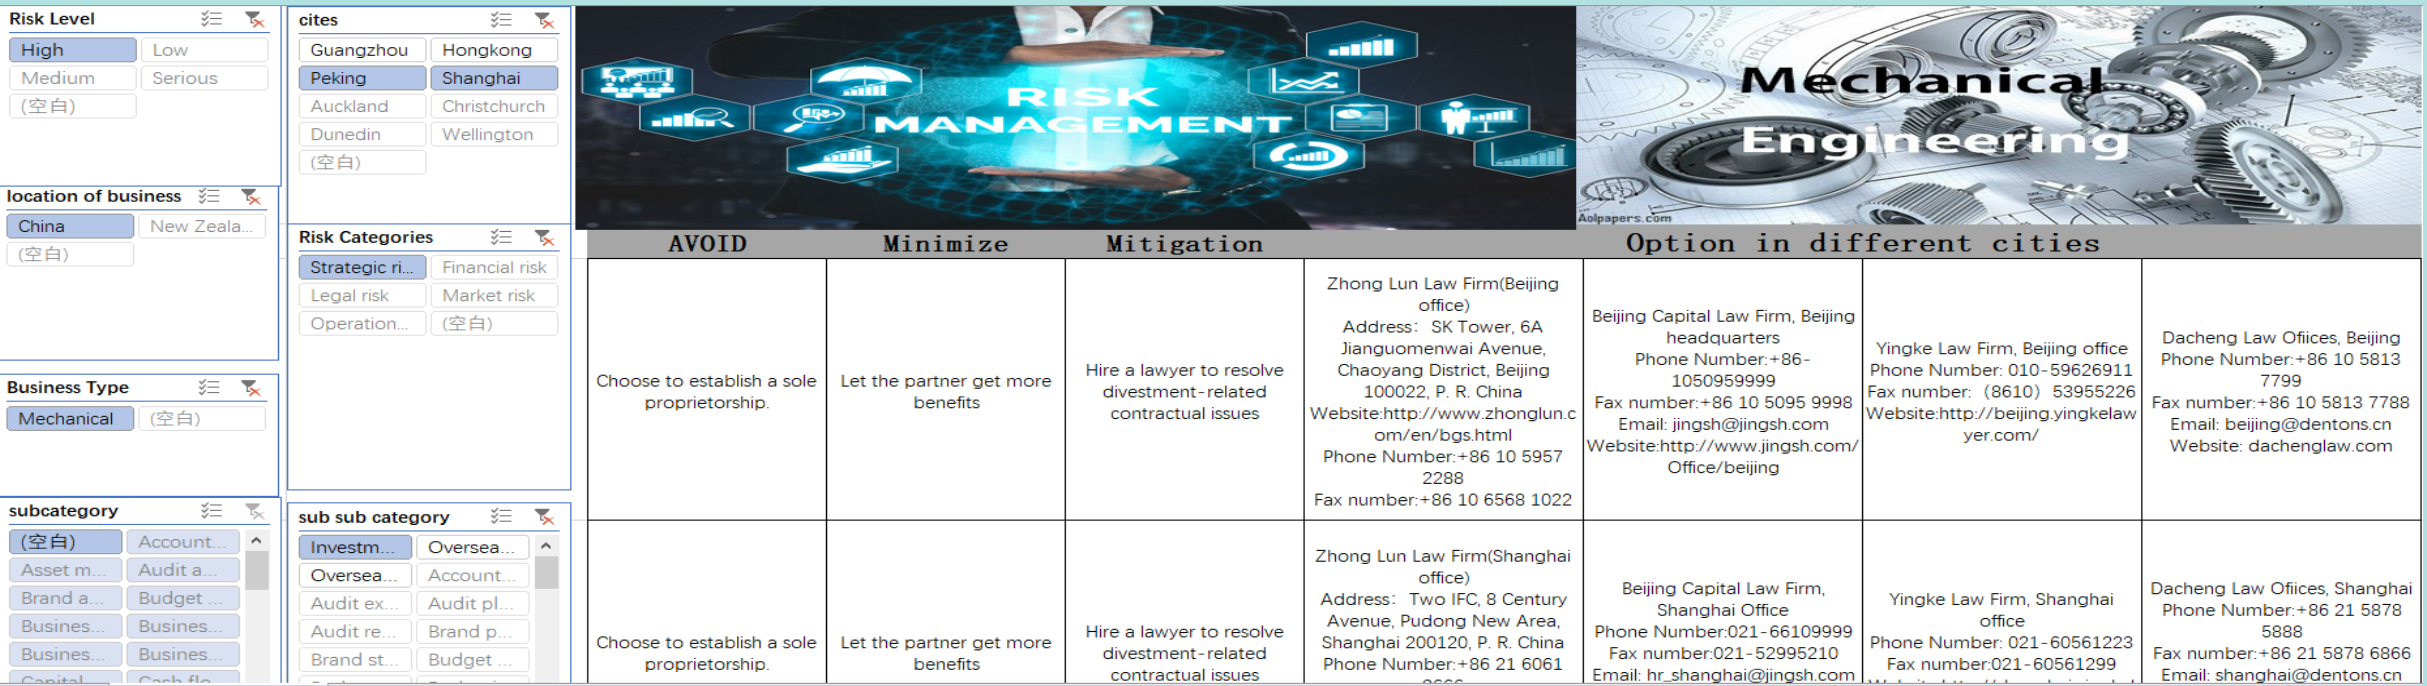 Risk Level
High
Low
Medium
Serious
(空白)
location of business
China
New Zeala...
(空白)
Business Type
Mechanical
(空白)
subcategory
(空白)
Account...
Asset m...
Audit a...
Brand a...
Budget ...
Busines...
Busines...
Busines...
Busines...
Capital...
Cash flo...
cites
Guangzhou
Hongkong
Peking
Shanghai
Auckland
Christchurch
Dunedin
Wellington
(空白)
Risk Categories
Strategic ri...
Financial risk
Legal risk
Market risk
Operation...
(空白)
sub sub category
Investm...
Oversea...
Oversea...
Account...
Audit ex...
Audit pl...
Audit re...
Brand p...
Brand st...
Budget ...
RISK
MANAGEMENT
Mechanical
Engineering
Aolpapers.com
AVOID
Minimize
Mitigation
Option in different cities
Choose to establish a sole
proprietorship.
Let the partner get more
benefits
Hire a lawyer to resolve
divestment-related
contractual issues
Zhong Lun Law Firm(Beijing
office)
Address： SK Tower, 6A
Jianguomenwai Avenue,
Chaoyang District, Beijing
100022, P. R. China
Website:http://www.zhonglun.c
om/en/bgs.html
Phone Number:+86 10 5957
2288
Fax number:+86 10 6568 1022
Beijing Capital Law Firm, Beijing
headquarters
Phone Number:+86-
1050959999
Fax number:+86 10 5095 9998
Email: jingsh@jingsh.com
Website:http://www.jingsh.com/
Office/beijing
Yingke Law Firm, Beijing office
Phone Number: 010-59626911
Fax number:（8610）53955226
Website:http://beijing.yingkelaw
yer.com/
Dacheng Law Ofiices, Beijing
Phone Number:+86 10 5813
7799
Fax number:+86 10 5813 7788
Email: beijing@dentons.cn
Website: dachenglaw.com
Choose to establish a sole
proprietorship.
Let the partner get more
benefits
Hire a lawyer to resolve
divestment-related
contractual issues
Zhong Lun Law Firm(Shanghai
office)
Address： Two IFC, 8 Century
Avenue, Pudong New Area,
Shanghai 200120, P. R. China
Phone Number:+86 21 6061
Beijing Capital Law Firm,
Shanghai Office
Phone Number:021-66109999
Fax number:021-52995210
Email: hr_shanghai@jingsh.com
Yingke Law Firm, Shanghai
office
Phone Number: 021-60561223
Fax number:021-60561299
Dacheng Law Ofiices, Shanghai
Phone Number:+86 21 5878
5888
Fax number:+86 21 5878 6866
Email: shanghai@dentons.cn